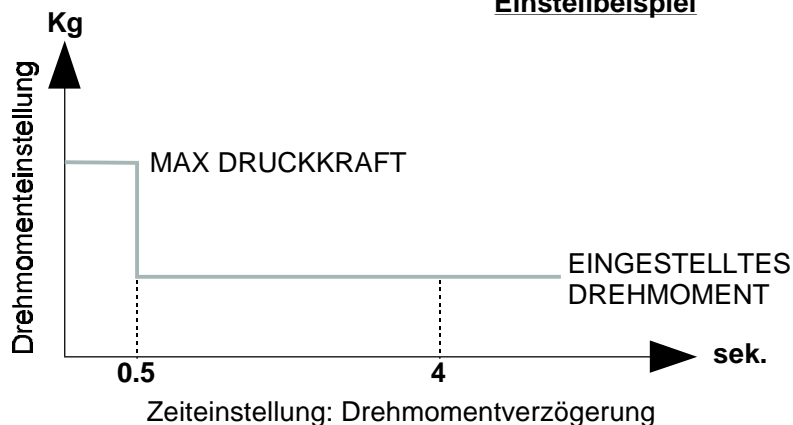 Einstellbeispiel
Kg
Drehmomenteinstellung
MAX DRUCKKRAFT
EINGESTELLTES
DREHMOMENT
sek.
0.5
4
Zeiteinstellung: Drehmomentverzögerung